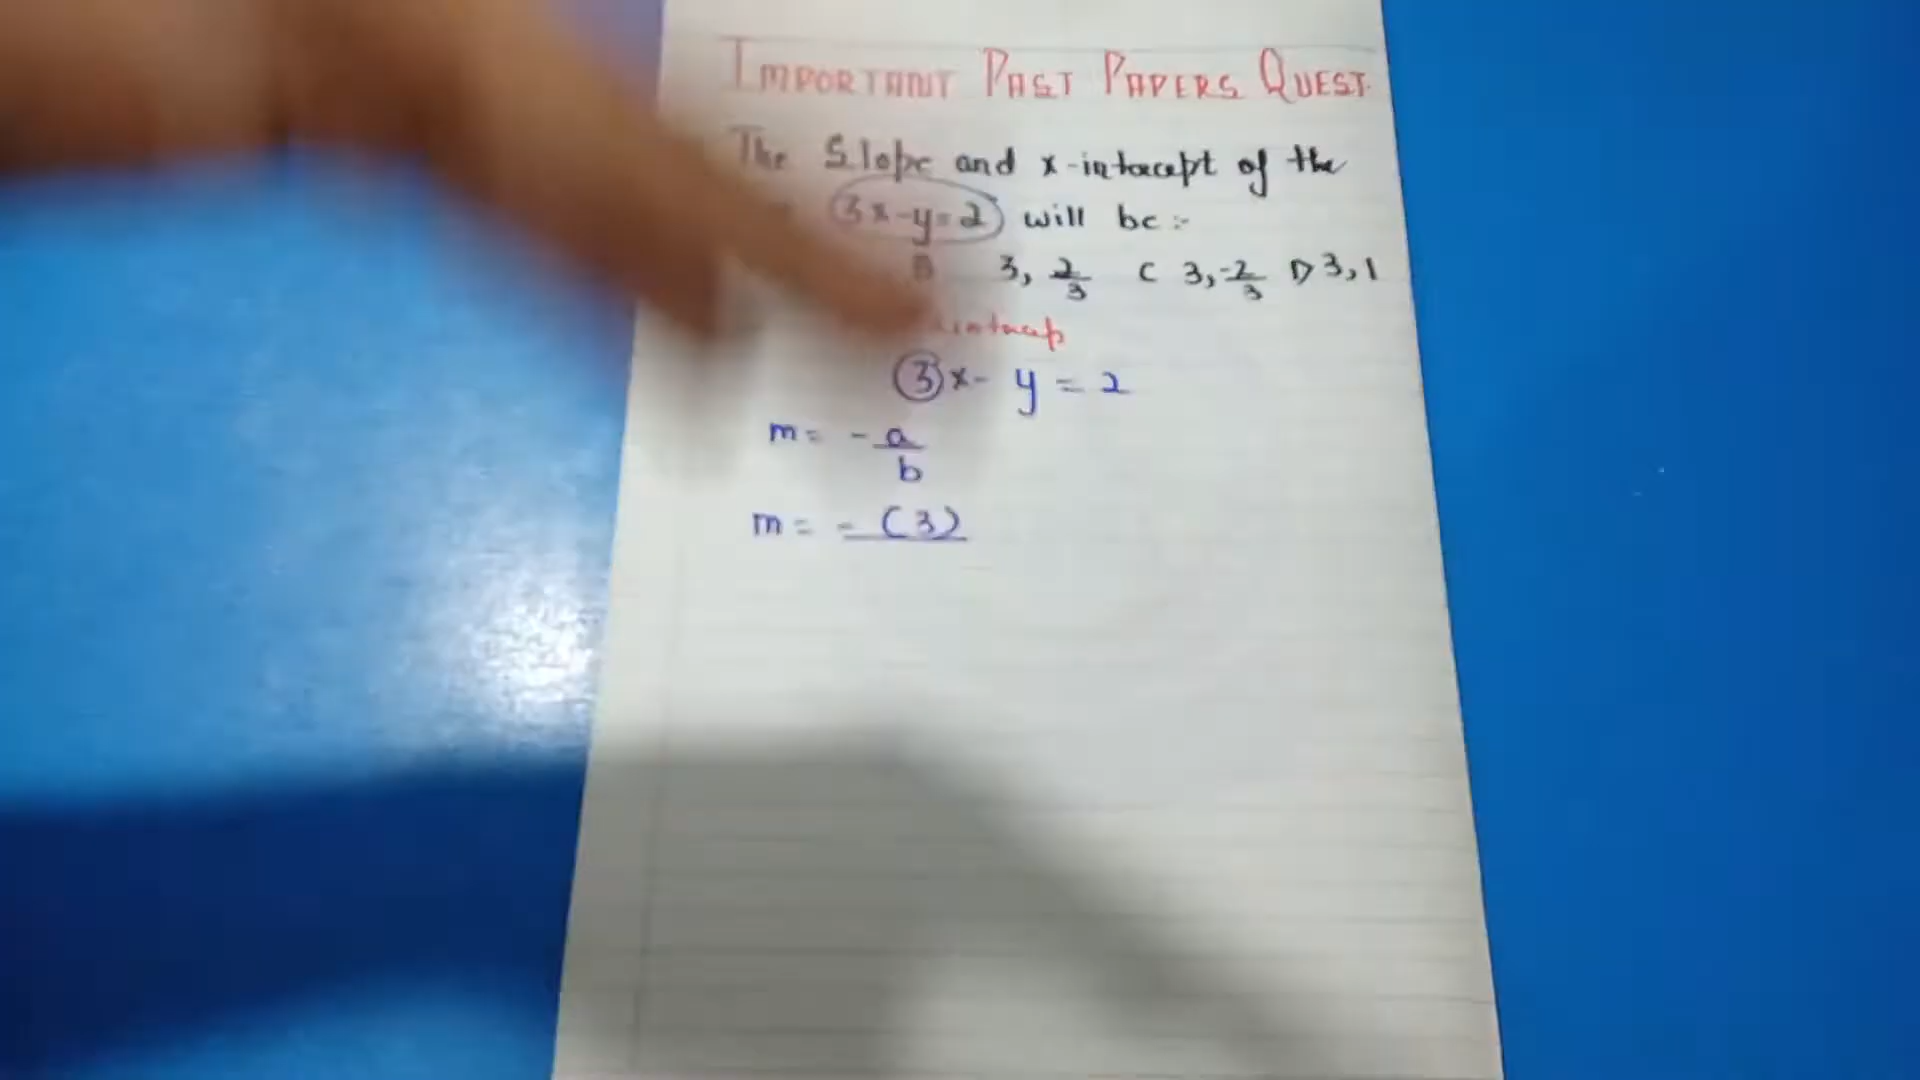 IMPORTANT PAST PAPERS QUEST.
The Slope and x-intercept of the
3x-y=2 will be :-
B 3, 2/3 C 3, -2/3 D 3, 1
intercep
3x- y = 2
m= - a/b
m= - (3)